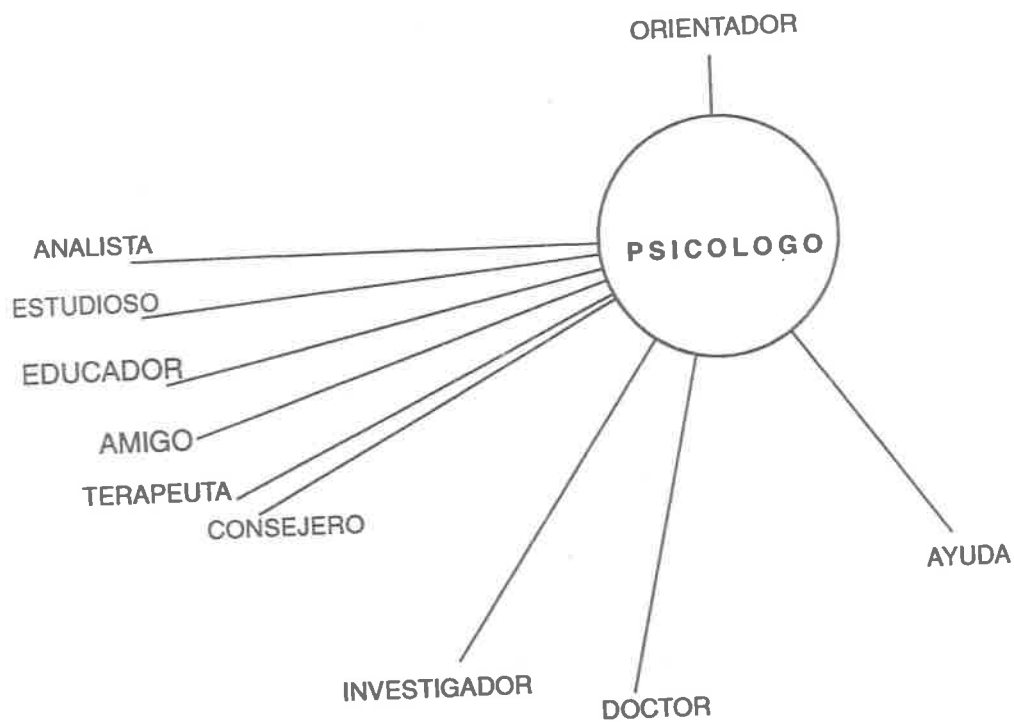 ORIENTADOR
PSICOLOGO
ANALISTA
ESTUDIOSO
EDUCADOR
AMIGO
TERAPEUTA
CONSEJERO
AYUDA
INVESTIGADOR
DOCTOR